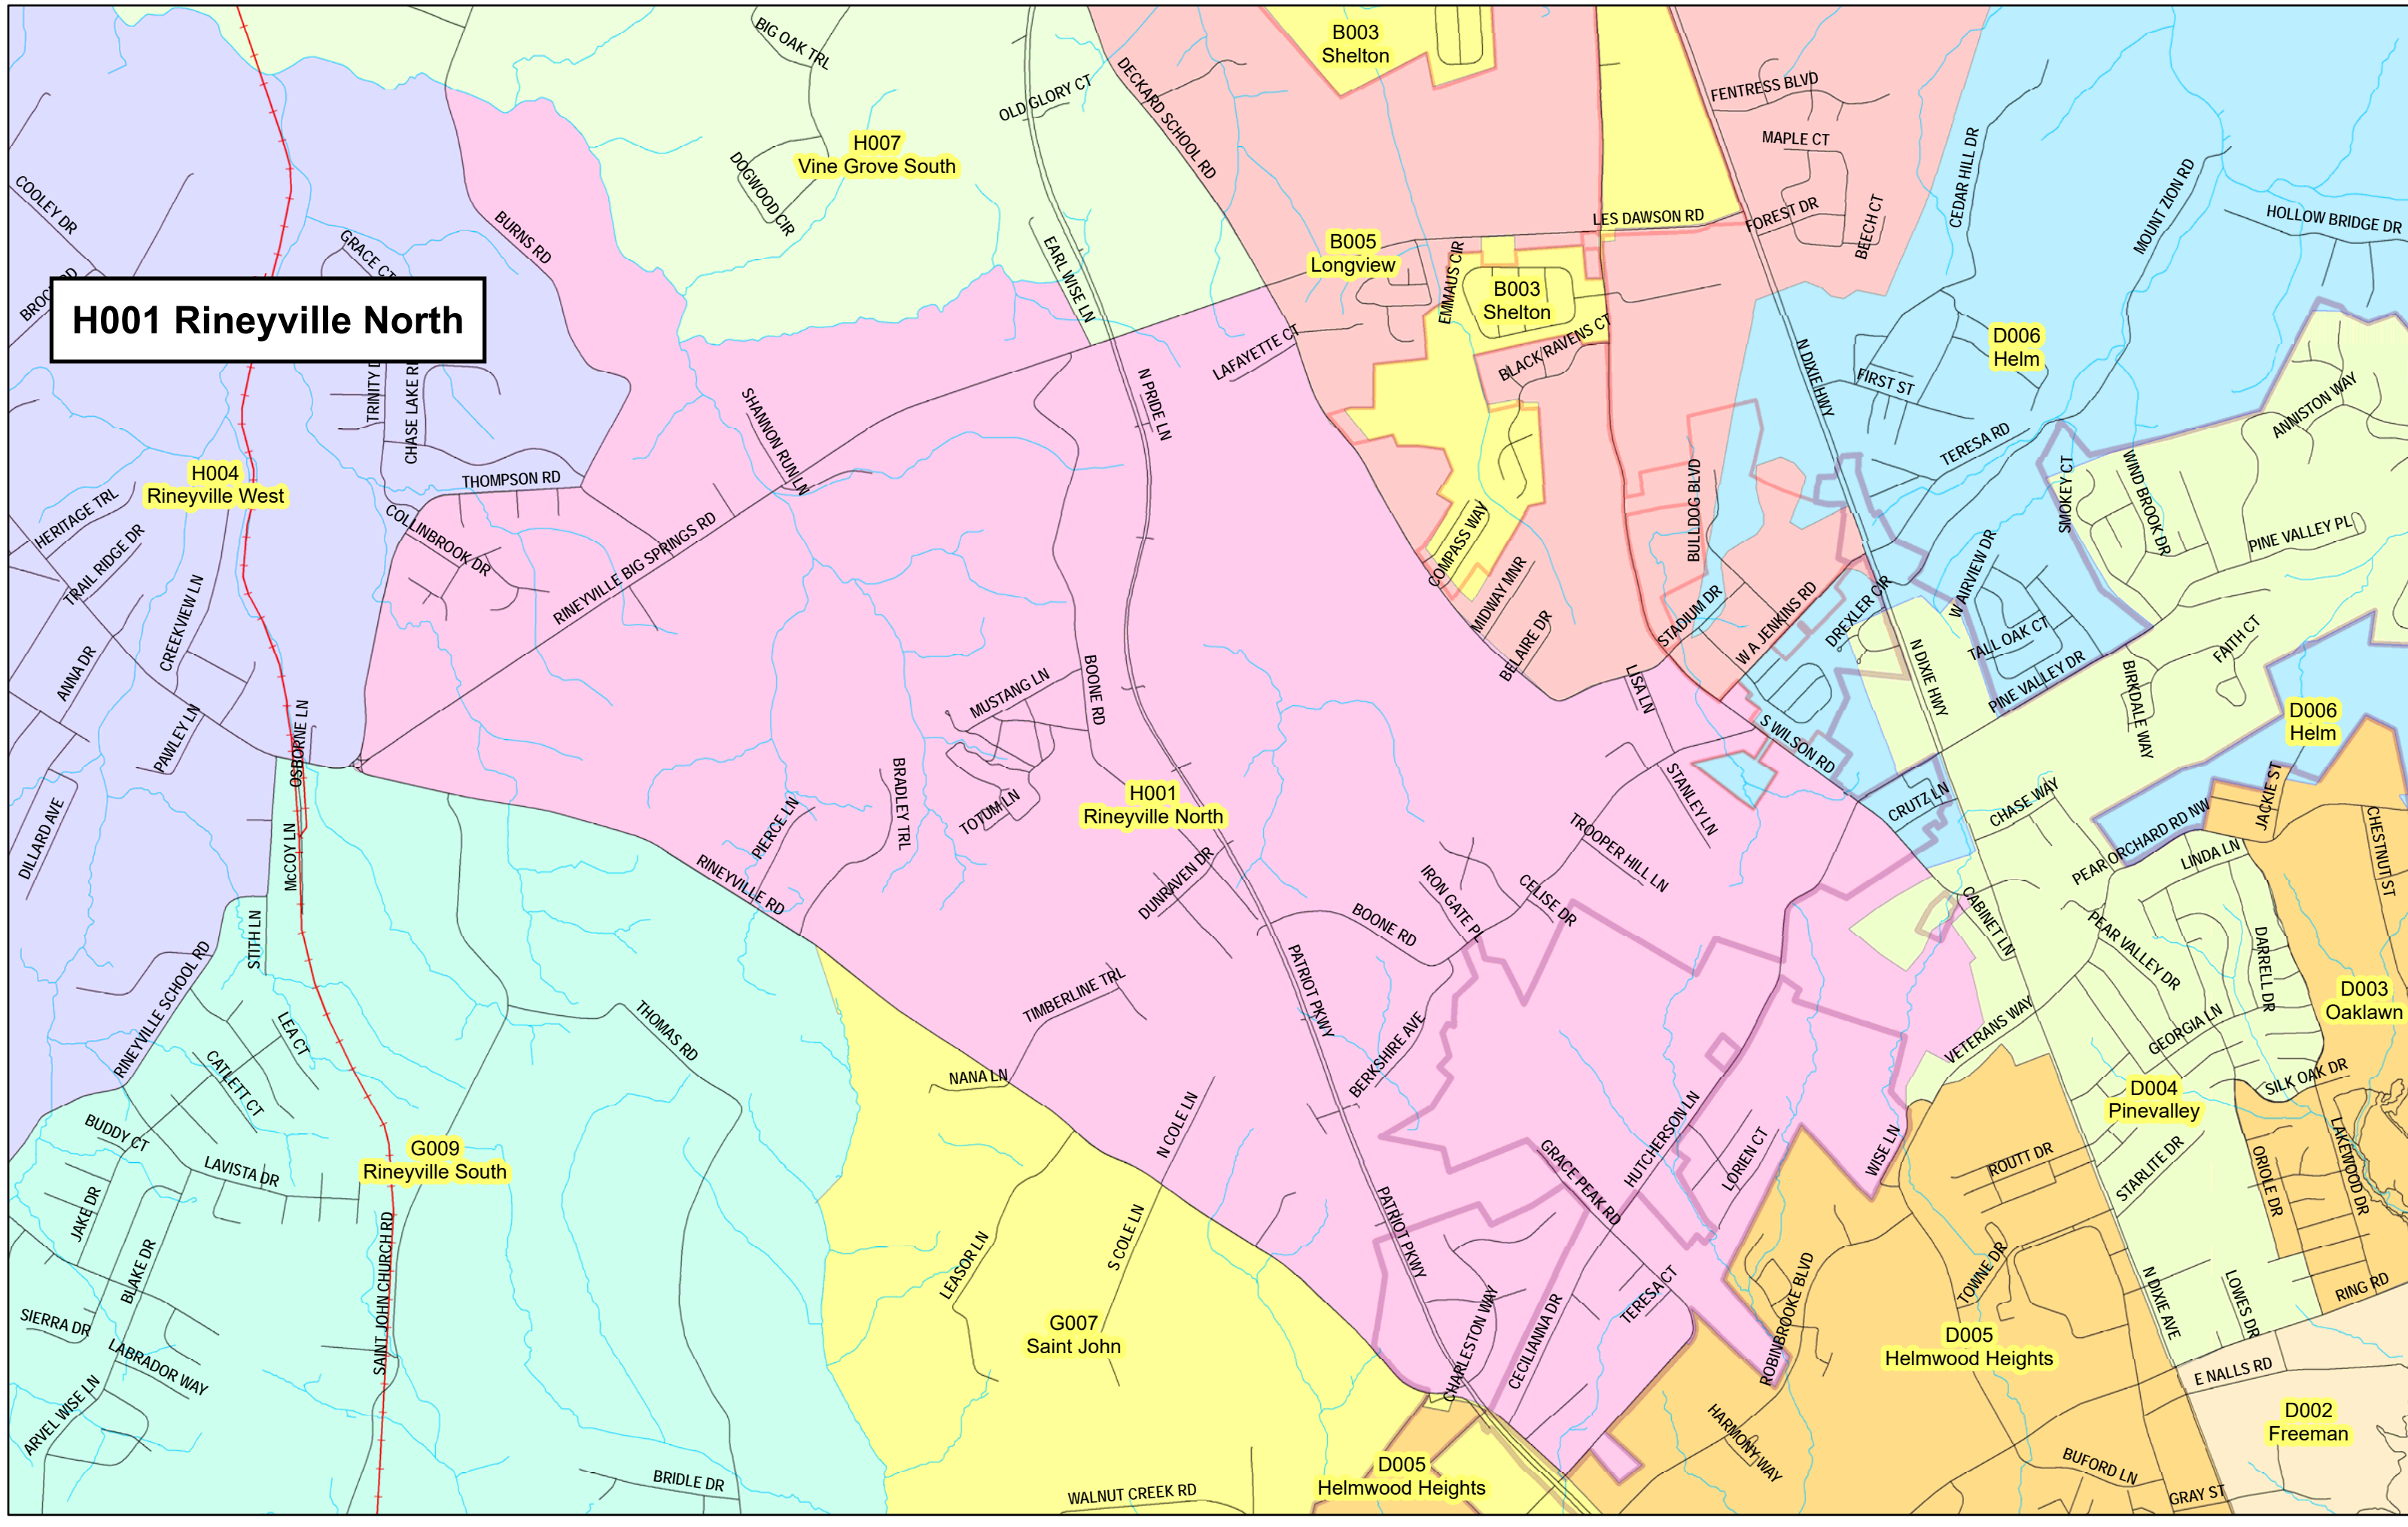 H001 Rineyville North
B003
Shelton
H007
Vine Grove South
B005
Longview
B003
Shelton
D006
Helm
H004
Rineyville West
H001
Rineyville North
D006
Helm
D003
Oaklawn
D004
Pinevalley
G009
Rineyville South
G007
Saint John
D005
Helmwood Heights
D005
Helmwood Heights
D002
Freeman
BIG OAK TRL
OLD GLORY CT
DECKARD SCHOOL RD
FENTRESS BLVD
MAPLE CT
CEDAR HILL DR
MOUNT ZION RD
HOLLOW BRIDGE DR
COOLEY DR
DOGWOOD CIR
BURNS RD
GRACE CT
EARL WISE LN
LES DAWSON RD
FOREST DR
BEECH CT
EMMAUS CIR
BLACK RAVENS CT
LAFAYETTE CT
N PRIDE LN
N DIXIE HWY
FIRST ST
TERESA RD
ANNISTON WAY
CHASE LAKE RD
SHANNON RUN LN
THOMPSON RD
COLLINBROOK DR
HERITAGE TRL
TRAIL RIDGE DR
CREEKVIEW LN
ANNA DR
PAWLEY LN
OSBORNE LN
McCOY LN
DILLARD AVE
RINEYVILLE BIG SPRINGS RD
BULLDOG BLVD
SMOKEY CT
WIND BROOK DR
PINE VALLEY PL
COMPASS WAY
MIDWAY MNR
BELAIRE DR
STADIUM DR
W A JENKINS RD
DREXLER CIR
W AIRVIEW DR
TALL OAK CT
PINE VALLEY DR
BIRKDALE WAY
FAITH CT
N DIXIE HWY
LISA LN
S WILSON RD
MUSTANG LN
BOONE RD
TOTUM LN
BRADLEY TRL
PIERCE LN
RINEYVILLE RD
DUNRAVEN DR
STANLEY LN
TROOPER HILL LN
CELISE DR
IRON GATE PL
BOONE RD
CRUTZ LN
CHASE WAY
PEAR ORCHARD RD NW
JACKIE ST
CHESTNUT ST
LINDA LN
CABINET LN
PEAR VALLEY DR
DARRELL DR
GEORGIA LN
VETERANS WAY
SILK OAK DR
STITH LN
RINEYVILLE SCHOOL RD
LEA CT
CATLETT CT
BUDDY CT
LAVISTA DR
JAKE DR
BLAKE DR
SIERRA DR
LABRADOR WAY
ARVEL WISE LN
SAINT JOHN CHURCH RD
THOMAS RD
BRIDLE DR
TIMBERLINE TRL
NANA LN
N COLE LN
S COLE LN
LEASOR LN
WALNUT CREEK RD
PATRIOT PKWY
BERKSHIRE AVE
PATRIOT PKWY
GRACE PEAK RD
HUTCHERSON LN
LORIEN CT
WISE LN
TERESA CT
CECILIANNA DR
CHARLESTON WAY
ROBINBROOKE BLVD
HARMONY WAY
ROUTT DR
STARLITE DR
TOWNE DR
ORIOLE DR
LAKEWOOD DR
N DIXIE AVE
LOWES DR
RING RD
E NALLS RD
BUFORD LN
GRAY ST